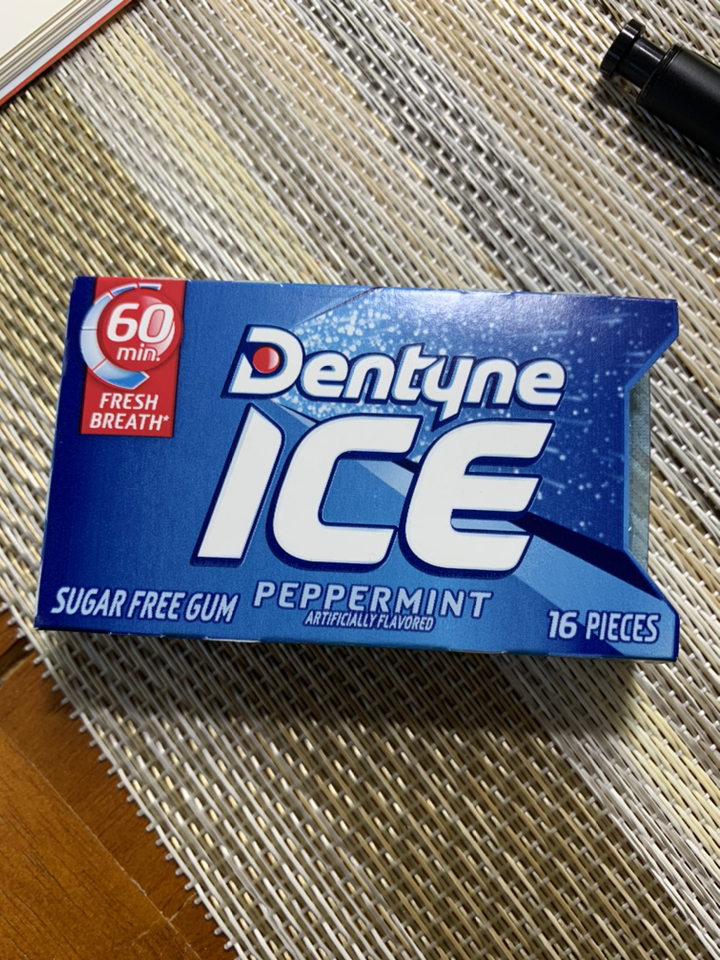 60
min.
FRESH
BREATH*
Dentyne
ICE
SUGAR FREE GUM
PEPPERMINT
ARTIFICIALLY FLAVORED
16 PIECES